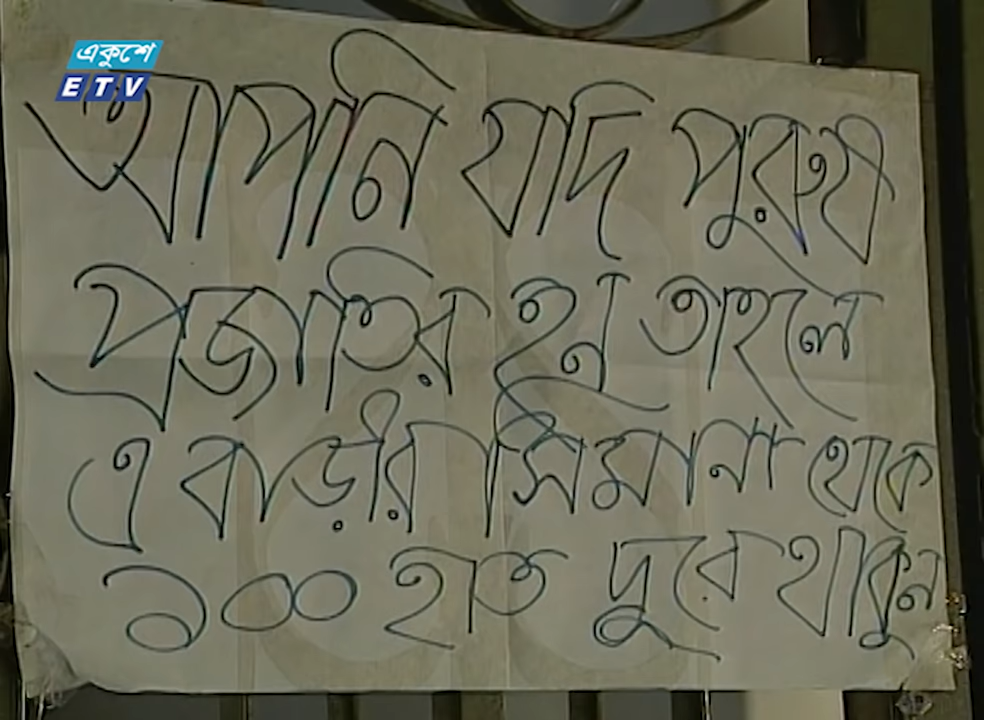 একুশে
ETV
আপনি যদি পুরুষ
প্রজাতির হন তাহলে
এ বাড়ীর সিমানা থেকে
১০০ হাত দুরে থাকুন